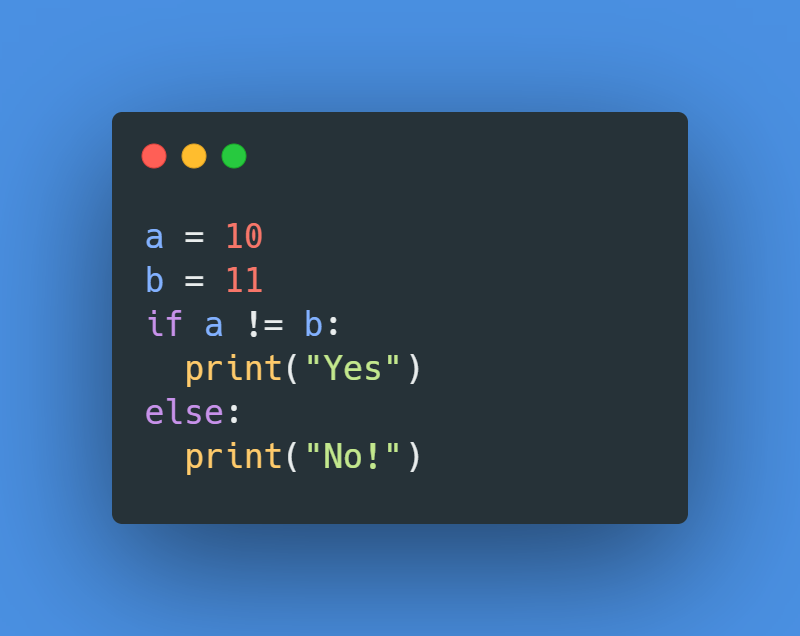 a = 10
b = 11
if a != b:
  print("Yes")
else:
  print("No!")